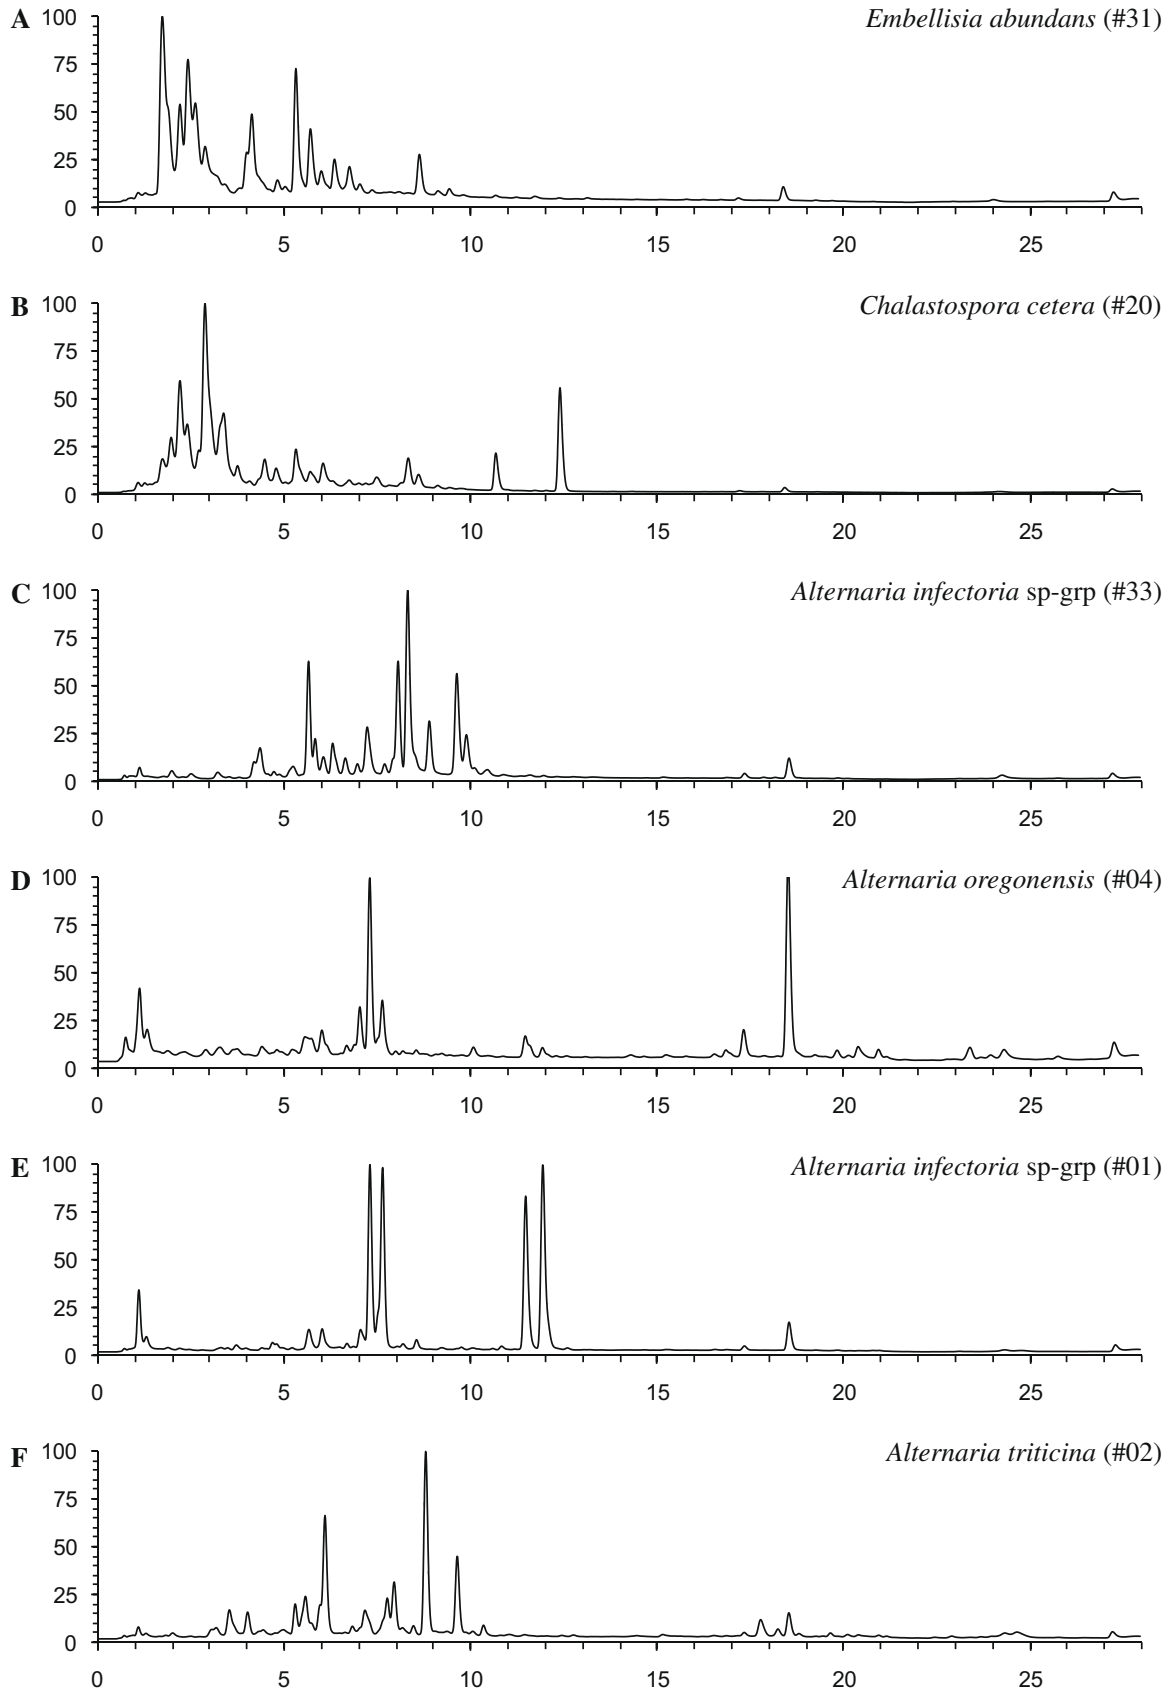 A 100 Embellisia abundans (#31)
75
50
25
0
0 5 10 15 20 25
B 100 Chalastospora cetera (#20)
75
50
25
0
0 5 10 15 20 25
C 100 Alternaria infectoria sp-grp (#33)
75
50
25
0
0 5 10 15 20 25
D 100 Alternaria oregonensis (#04)
75
50
25
0
0 5 10 15 20 25
E 100 Alternaria infectoria sp-grp (#01)
75
50
25
0
0 5 10 15 20 25
F 100 Alternaria triticina (#02)
75
50
25
0
0 5 10 15 20 25